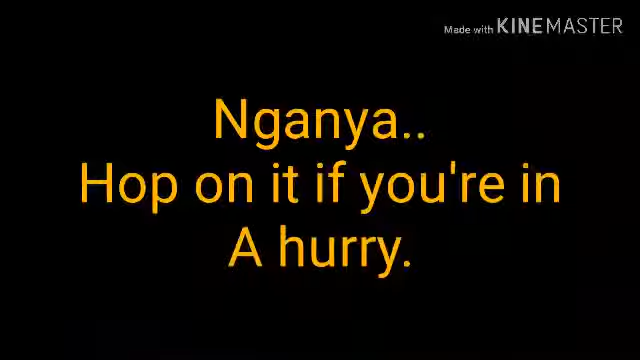 Made with KINEMASTER
Nganya..
Hop on it if you're in
A hurry.